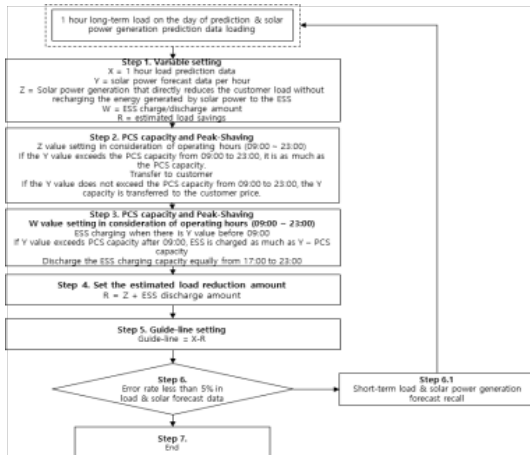 1 hour long-term load on the day of prediction & solar
power generation prediction data loading
Step 1. Variable setting
X = 1 hour load prediction data
Y = solar power forecast data per hour
Z = Solar power generation that directly reduces the customer load without
recharging the energy generated by solar power to the ESS
W = ESS charge/discharge amount
R = estimated load savings
Step 2. PCS capacity and Peak-Shaving
Z value setting in consideration of operating hours (09:00 ~ 23:00)
If the Y value exceeds the PCS capacity from 09:00 to 23:00, it is as much as
the PCS capacity.
Transfer to customer
If the Y value does not exceed the PCS capacity from 09:00 to 23:00, the Y
capacity is transferred to the customer price.
Step 3. PCS capacity and Peak-Shaving
W value setting in consideration of operating hours (09:00 ~ 23:00)
ESS charging when there is Y value before 09:00
If Y value exceeds PCS capacity after 09:00, ESS is charged as much as Y - PCS
capacity
Discharge the ESS charging capacity equally from 17:00 to 23:00
Step 4. Set the estimated load reduction amount
R = Z + ESS discharge amount
Step 5. Guide-line setting
Guide-line = X-R
Step 6.
Error rate less than 5% in
load & solar forecast data
Step 6.1
Short-term load & solar power generation
forecast recall
Step 7.
End